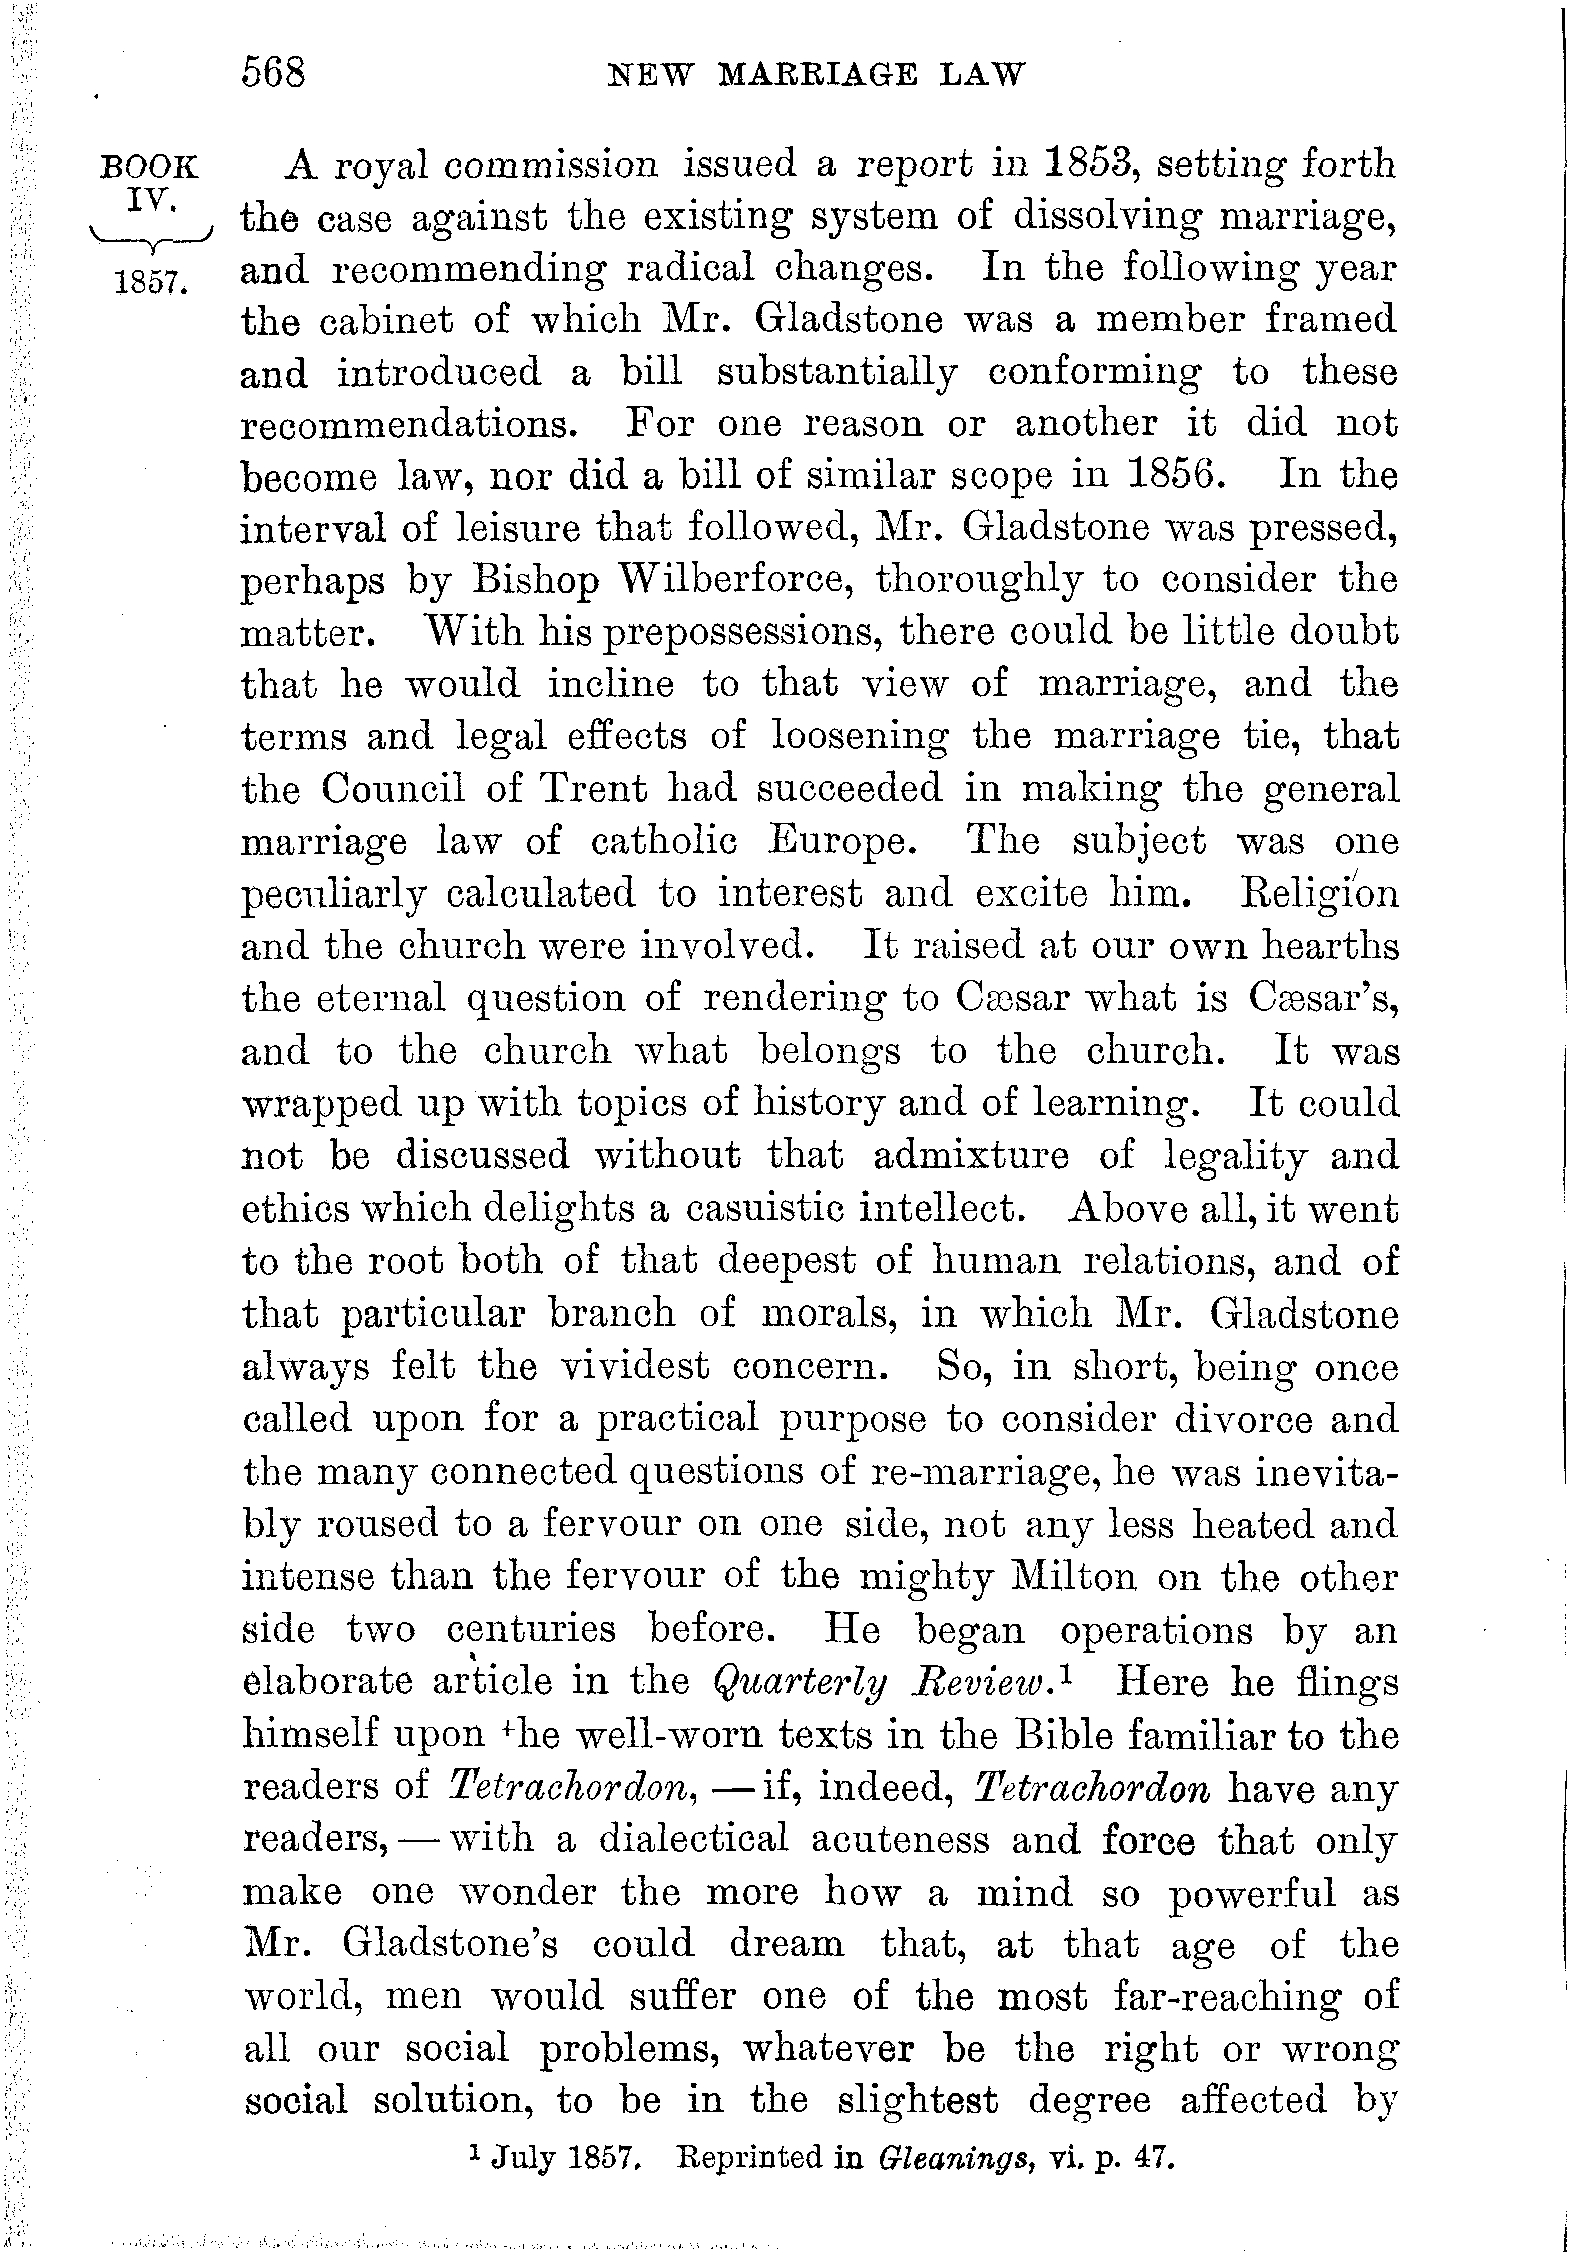 568 NEW MARRIAGE LAW
BOOK
IV.
1857.
A royal commission issued a report in 1853, setting forth
the case against the existing system of dissolving marriage,
and recommending radical changes. In the following year
the cabinet of which Mr. Gladstone was a member framed
and introduced a bill substantially conforming to these
recommendations. For one reason or another it did not
become law, nor did a bill of similar scope in 1856. In the
interval of leisure that followed, Mr. Gladstone was pressed,
perhaps by Bishop Wilberforce, thoroughly to consider the
matter. With his prepossessions, there could be little doubt
that he would incline to that view of marriage, and the
terms and legal effects of loosening the marriage tie, that
the Council of Trent had succeeded in making the general
marriage law of catholic Europe. The subject was one
peculiarly calculated to interest and excite him. Religion
and the church were involved. It raised at our own hearths
the eternal question of rendering to Cæsar what is Cæsar's,
and to the church what belongs to the church. It was
wrapped up with topics of history and of learning. It could
not be discussed without that admixture of legality and
ethics which delights a casuistic intellect. Above all, it went
to the root both of that deepest of human relations, and of
that particular branch of morals, in which Mr. Gladstone
always felt the vividest concern. So, in short, being once
called upon for a practical purpose to consider divorce and
the many connected questions of re-marriage, he was inevita-
bly roused to a fervour on one side, not any less heated and
intense than the fervour of the mighty Milton on the other
side two centuries before. He began operations by an
elaborate article in the Quarterly Review.¹ Here he flings
himself upon the well-worn texts in the Bible familiar to the
readers of Tetrachordon, — if, indeed, Tetrachordon have any
readers, — with a dialectical acuteness and force that only
make one wonder the more how a mind so powerful as
Mr. Gladstone's could dream that, at that age of the
world, men would suffer one of the most far-reaching of
all our social problems, whatever be the right or wrong
social solution, to be in the slightest degree affected by
¹ July 1857. Reprinted in Gleanings, vi. p. 47.